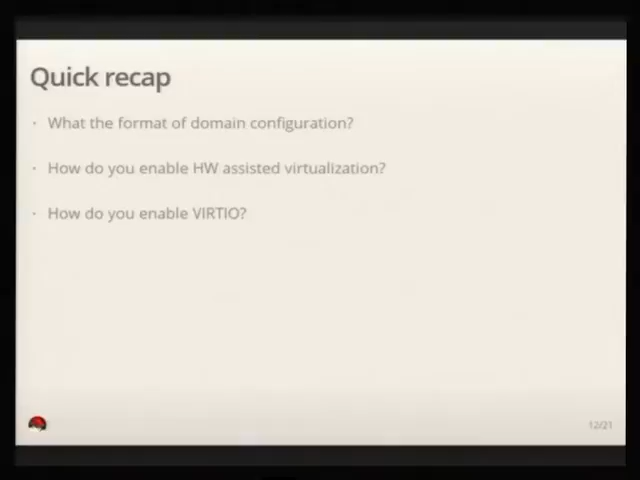 Quick recap
· What the format of domain configuration?
· How do you enable HW assisted virtualization?
· How do you enable VIRTIO?
12/21